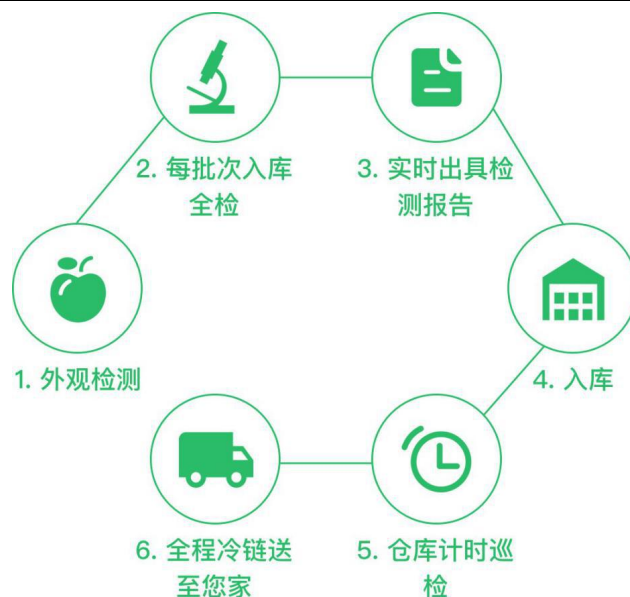 2. 每批次入库
全检
3. 实时出具检
测报告
1. 外观检测
4. 入库
6. 全程冷链送
至您家
5. 仓库计时巡
检